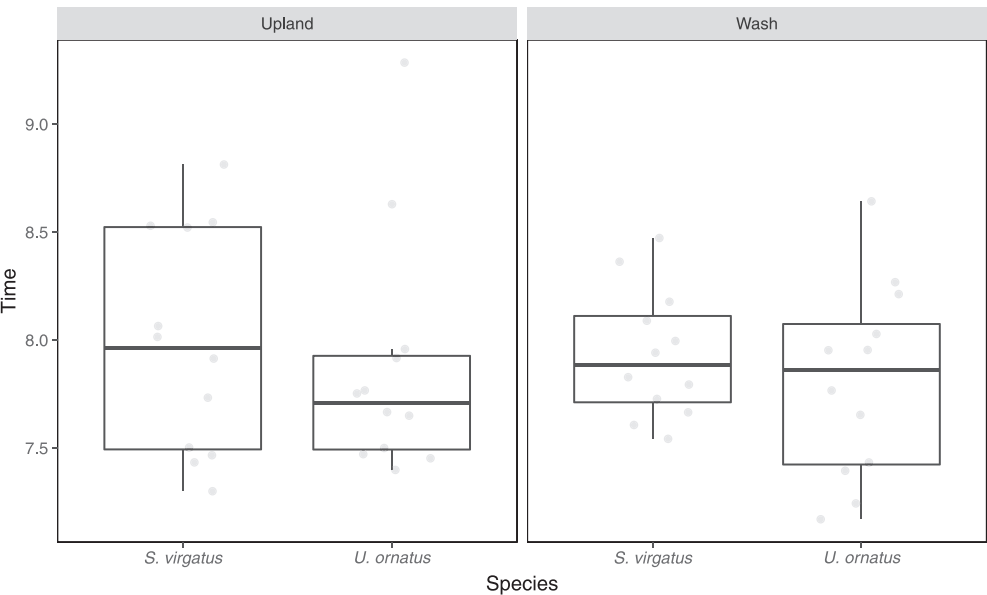 Upland
Wash
Time
9.0
8.5
8.0
7.5
S. virgatus
U. ornatus
S. virgatus
U. ornatus
Species